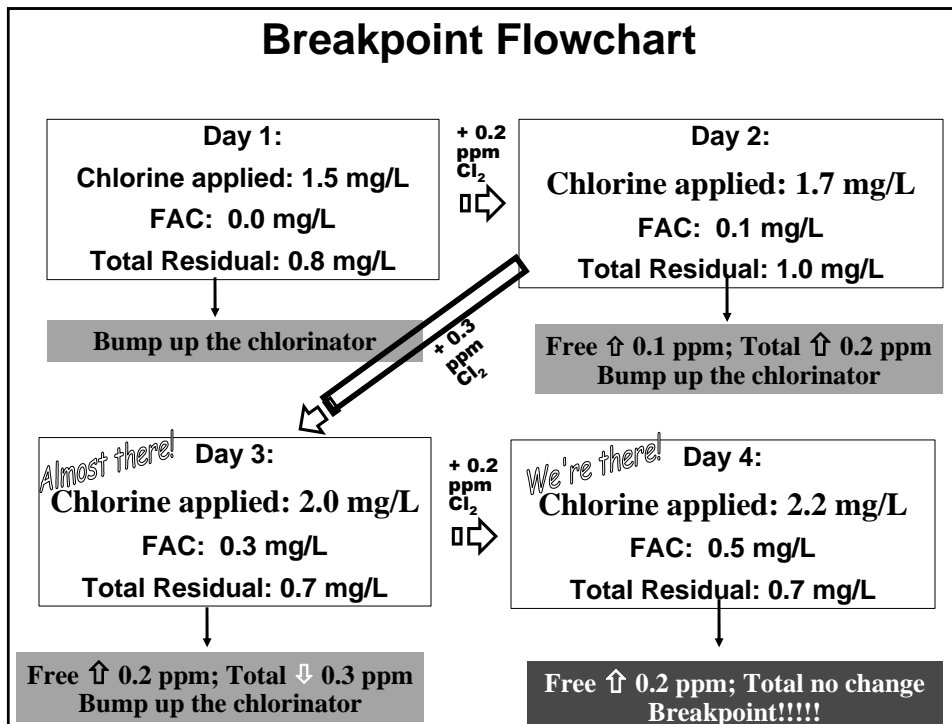 Breakpoint Flowchart
Day 1:
Chlorine applied: 1.5 mg/L
FAC: 0.0 mg/L
Total Residual: 0.8 mg/L
+ 0.2
ppm
Cl₂
Day 2:
Chlorine applied: 1.7 mg/L
FAC: 0.1 mg/L
Total Residual: 1.0 mg/L
Bump up the chlorinator
Free ⇧ 0.1 ppm; Total ⇧ 0.2 ppm
Bump up the chlorinator
+ 0.3
ppm
Cl₂
Almost there!
Day 3:
Chlorine applied: 2.0 mg/L
FAC: 0.3 mg/L
Total Residual: 0.7 mg/L
+ 0.2
ppm
Cl₂
We're there!
Day 4:
Chlorine applied: 2.2 mg/L
FAC: 0.5 mg/L
Total Residual: 0.7 mg/L
Free ⇧ 0.2 ppm; Total ⇩ 0.3 ppm
Bump up the chlorinator
Free ⇧ 0.2 ppm; Total no change
Breakpoint!!!!!